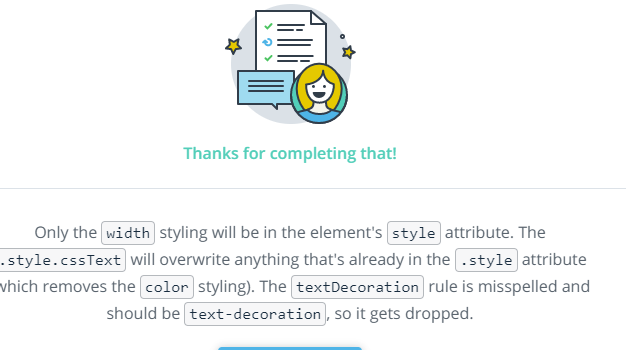 Thanks for completing that!
Only the width styling will be in the element's style attribute. The
.style.cssText will overwrite anything that's already in the .style attribute
which removes the color styling). The textDecoration rule is misspelled and
should be text-decoration, so it gets dropped.